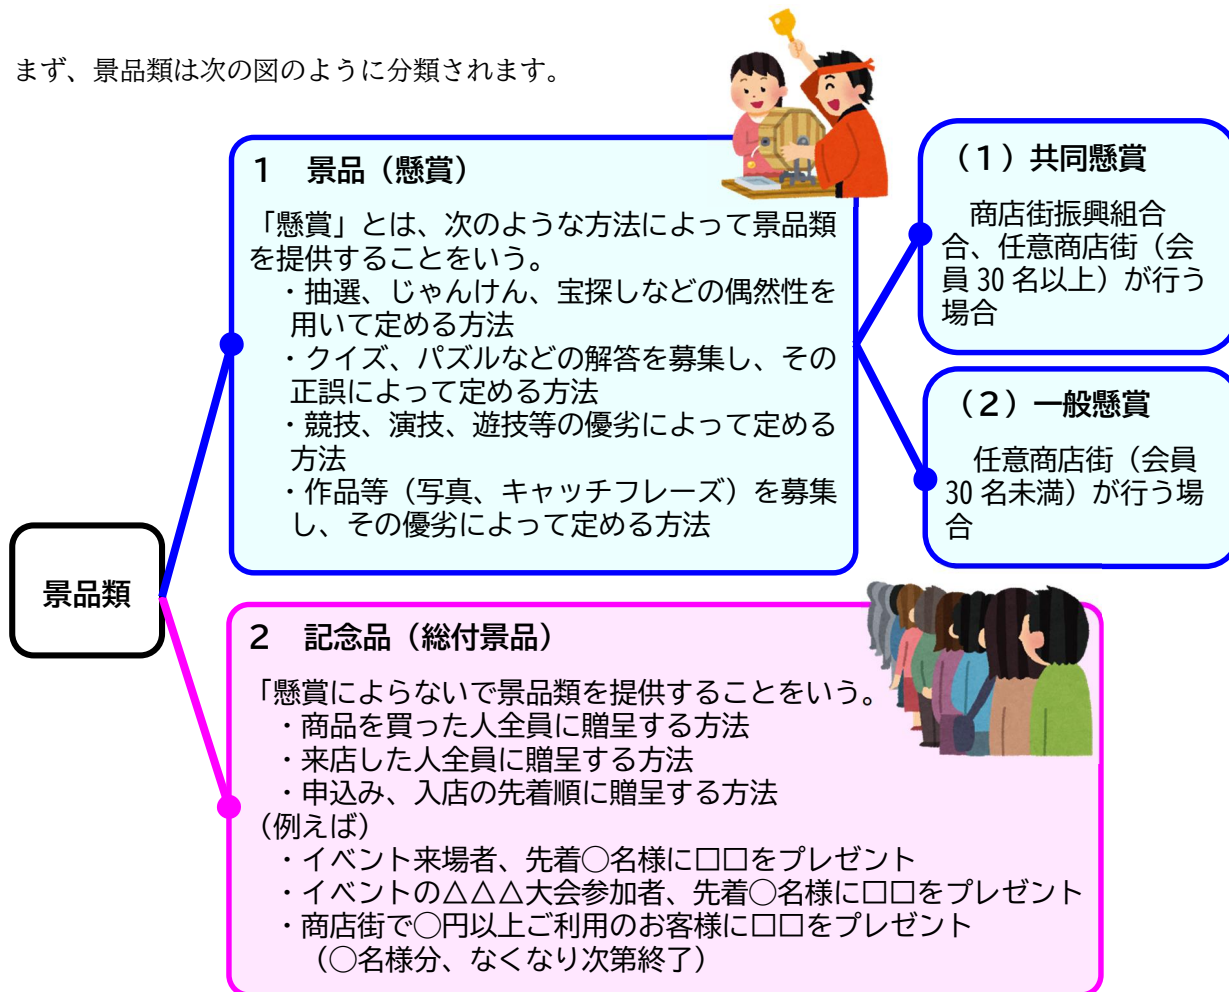 まず、景品類は次の図のように分類されます。
景品類
1　景品（懸賞）
「懸賞」とは、次のような方法によって景品類
を提供することをいう。
・抽選、じゃんけん、宝探しなどの偶然性を
用いて定める方法
・クイズ、パズルなどの解答を募集し、その
正誤によって定める方法
・競技、演技、遊技等の優劣によって定める
方法
・作品等（写真、キャッチフレーズ）を募集
し、その優劣によって定める方法
（1）共同懸賞
商店街振興組合
合、任意商店街（会
員 30 名以上）が行う
場合
（2）一般懸賞
任意商店街（会員
30 名未満）が行う場
合
2　記念品（総付景品）
「懸賞によらないで景品類を提供することをいう。
・商品を買った人全員に贈呈する方法
・来店した人全員に贈呈する方法
・申込み、入店の先着順に贈呈する方法
（例えば）
・イベント来場者、先着○名様に□□をプレゼント
・イベントの△△△大会参加者、先着○名様に□□をプレゼント
・商店街で○円以上ご利用のお客様に□□をプレゼント
（○名様分、なくなり次第終了）